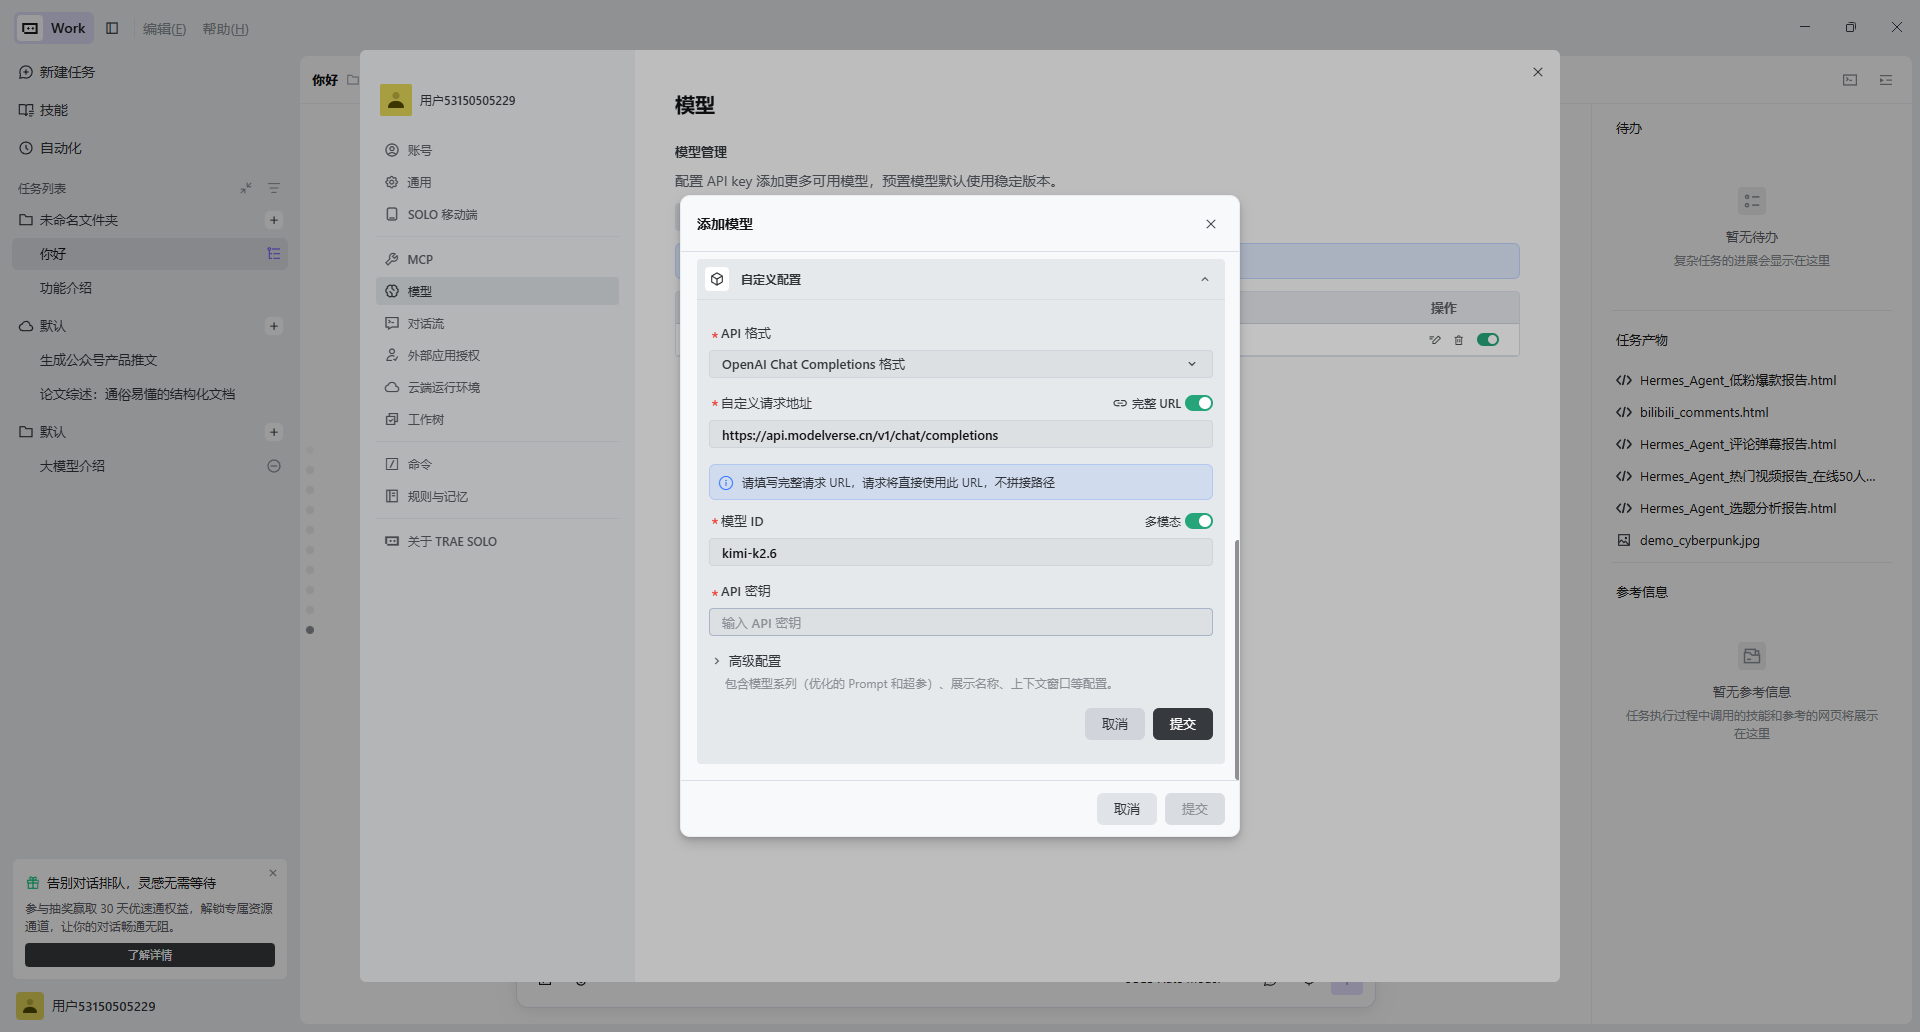 Work
编辑(E)
帮助(H)
新建任务
技能
自动化
任务列表
未命名文件夹
你好
功能介绍
默认
生成公众号产品推文
论文综述：通俗易懂的结构化文档
默认
大模型介绍
告别对话排队，灵感无需等待
参与抽奖赢取 30 天优速通权益，解锁专属资源
通道，让你的对话畅通无阻。
了解详情
用户53150505229
你好
用户53150505229
账号
通用
SOLO 移动端
MCP
模型
对话流
外部应用授权
云端运行环境
工作树
命令
规则与记忆
关于 TRAE SOLO
模型
模型管理
配置 API key 添加更多可用模型，预置模型默认使用稳定版本。
操作
添加模型
自定义配置
* API 格式
OpenAI Chat Completions 格式
* 自定义请求地址
完整 URL
https://api.modelverse.cn/v1/chat/completions
请填写完整请求 URL，请求将直接使用此 URL，不拼接路径
* 模型 ID
多模态
kimi-k2.6
* API 密钥
输入 API 密钥
高级配置
包含模型系列（优化的 Prompt 和超参）、展示名称、上下文窗口等配置。
取消
提交
取消
提交
待办
暂无待办
复杂任务的进展会显示在这里
任务产物
Hermes_Agent_低粉爆款报告.html
bilibili_comments.html
Hermes_Agent_评论弹幕报告.html
Hermes_Agent_热门视频报告_在线50人...
Hermes_Agent_选题分析报告.html
demo_cyberpunk.jpg
参考信息
暂无参考信息
任务执行过程中调用的技能和参考的网页将展示
在这里